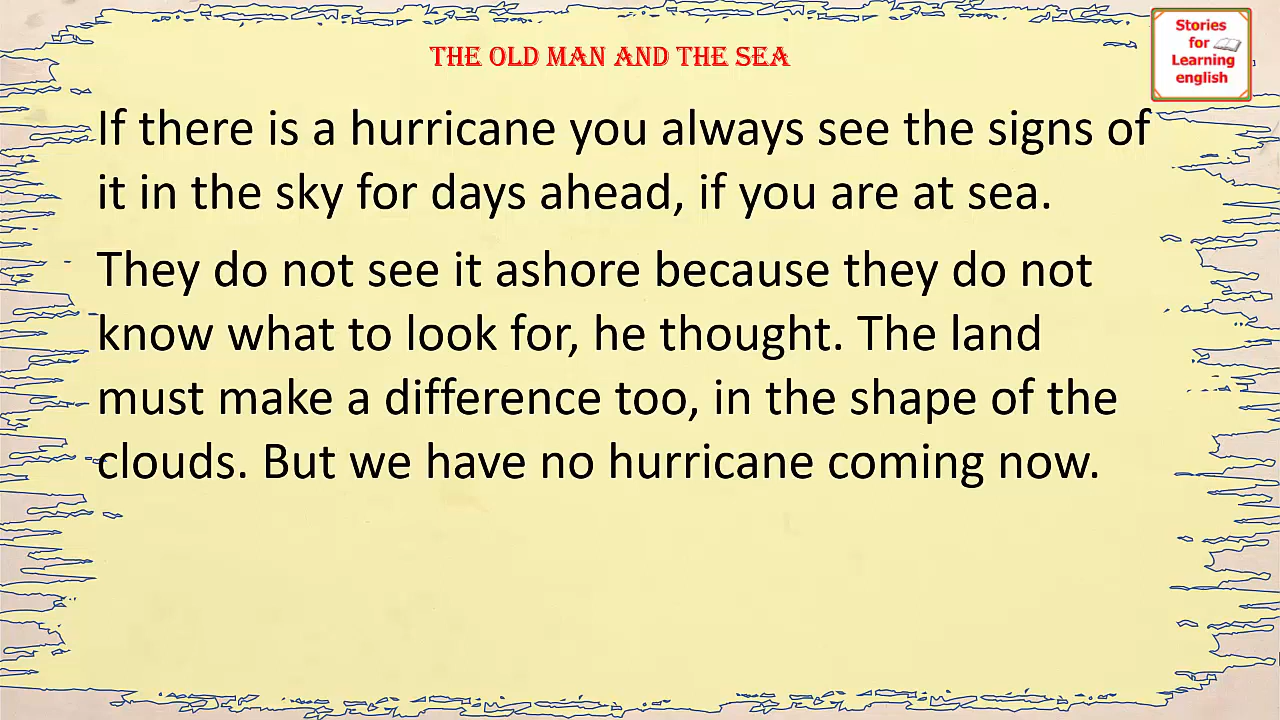 THE OLD MAN AND THE SEA
Stories
for
Learning
english
If there is a hurricane you always see the signs of
it in the sky for days ahead, if you are at sea.
They do not see it ashore because they do not
know what to look for, he thought. The land
must make a difference too, in the shape of the
clouds. But we have no hurricane coming now.